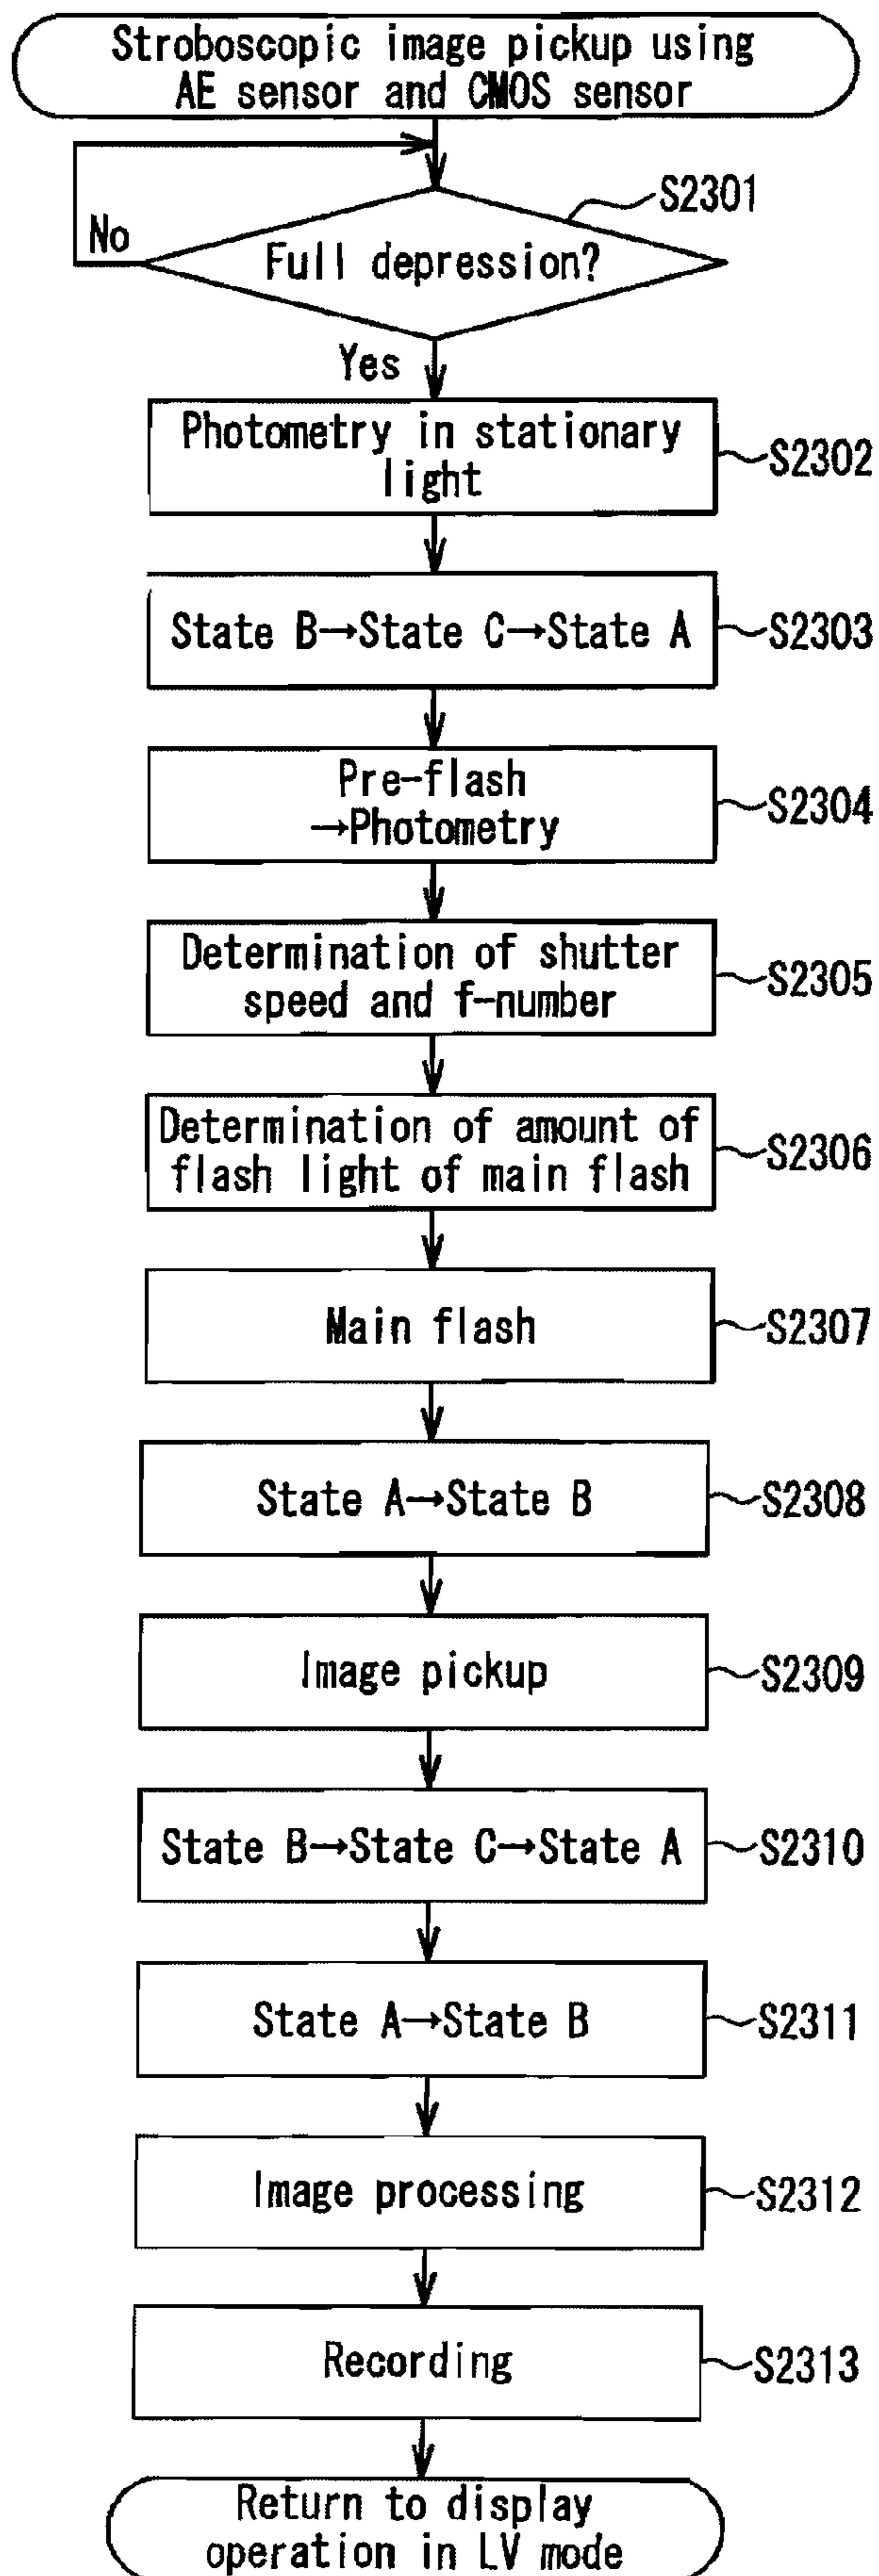 Stroboscopic image pickup using
AE sensor and CMOS sensor
S2301
No
Full depression?
Yes
Photometry in stationary
light
S2302
State B→State C→State A
S2303
Pre-flash
→Photometry
S2304
Determination of shutter
speed and f-number
S2305
Determination of amount of
flash light of main flash
S2306
Main flash
S2307
State A→State B
S2308
Image pickup
S2309
State B→State C→State A
S2310
State A→State B
S2311
Image processing
S2312
Recording
S2313
Return to display
operation in LV mode